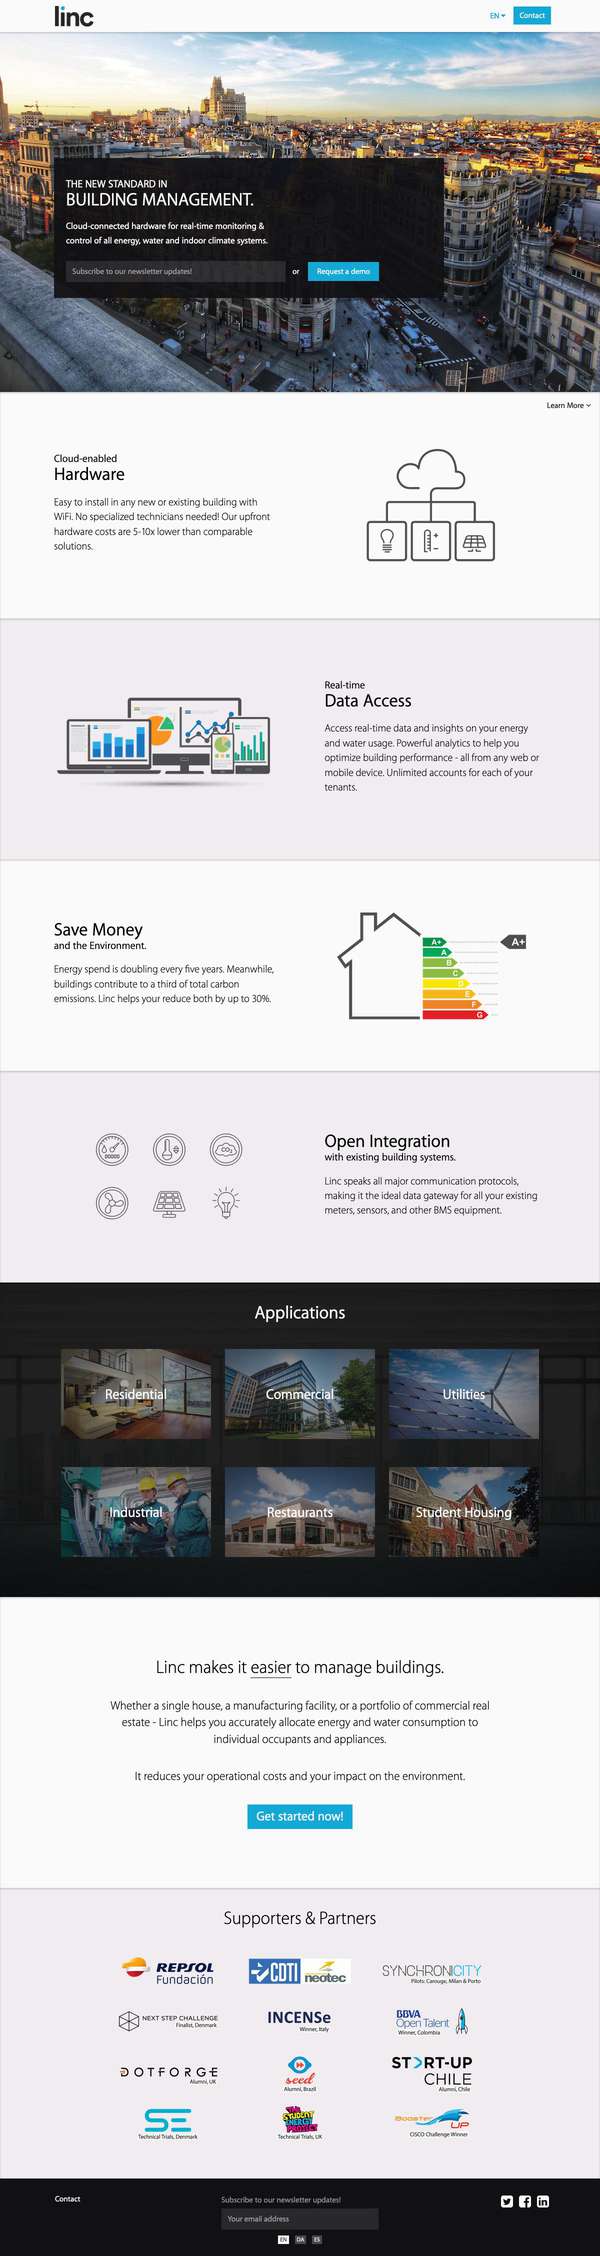 linc
EN
Contact
THE NEW STANDARD IN
BUILDING MANAGEMENT.
Cloud-connected hardware for real-time monitoring &
control of all energy, water and indoor climate systems.
Subscribe to our newsletter updates!
or
Request a demo
Learn More
Cloud-enabled
Hardware
Easy to install in any new or existing building with
WiFi. No specialized technicians needed! Our upfront
hardware costs are 5-10x lower than comparable
solutions.
Real-time
Data Access
Access real-time data and insights on your energy
and water usage. Powerful analytics to help you
optimize building performance - all from any web or
mobile device. Unlimited accounts for each of your
tenants.
Save Money
and the Environment.
Energy spend is doubling every five years. Meanwhile,
buildings contribute to a third of total carbon
emissions. Linc helps your reduce both by up to 30%.
A+
A+
A
B
C
D
E
F
G
CO2
Open Integration
with existing building systems.
Linc speaks all major communication protocols,
making it the ideal data gateway for all your existing
meters, sensors, and other BMS equipment.
Applications
Residential
Commercial
Utilities
Industrial
Restaurants
Student Housing
Linc makes it easier to manage buildings.
Whether a single house, a manufacturing facility, or a portfolio of commercial real
estate - Linc helps you accurately allocate energy and water consumption to
individual occupants and appliances.
It reduces your operational costs and your impact on the environment.
Get started now!
Supporters & Partners
REPSOL
Fundación
CDTI
neotec
SYNCHRONICITY
Pilots: Carouge, Milan & Porto
NEXT STEP CHALLENGE
Finalist, Denmark
INCENSe
Winner, Italy
BBVA
Open Talent
Winner, Colombia
DOTFORGE
Alumni, UK
seed
Alumni, Brazil
START-UP
CHILE
Alumni, Chile
SE
Technical Trials, Denmark
THE
STUDENT
ENERGY
PROJECT
Technical Trials, UK
Booster
UP
CISCO Challenge Winner
Contact
Subscribe to our newsletter updates!
Your email address
EN
DA
ES